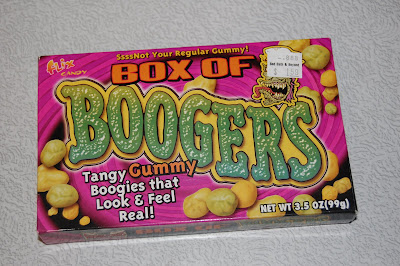 Flix
CANDY
SsssNot Your Regular Gummy!
BOX OF
BOOGERS
Tangy Gummy
Boogies that
Look & Feel
Real!
NET WT 3.5 OZ(99g)